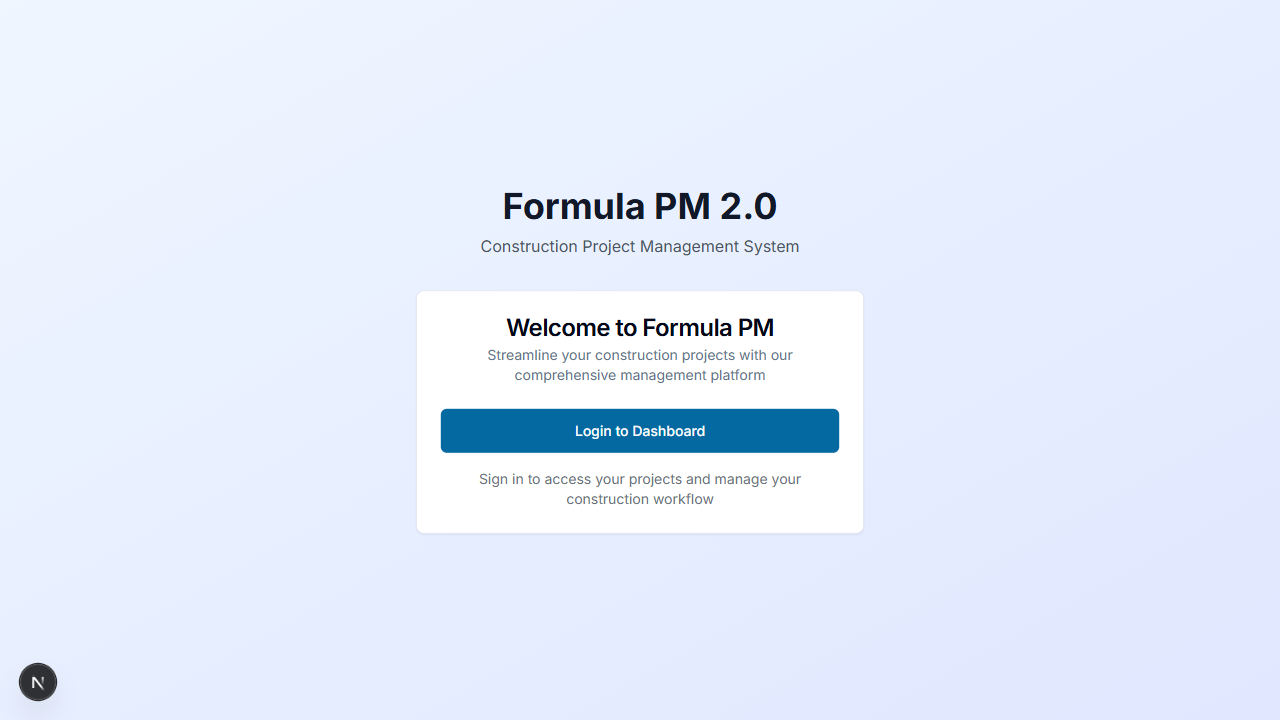 Formula PM 2.0
Construction Project Management System
Welcome to Formula PM
Streamline your construction projects with our
comprehensive management platform
Login to Dashboard
Sign in to access your projects and manage your
construction workflow
N